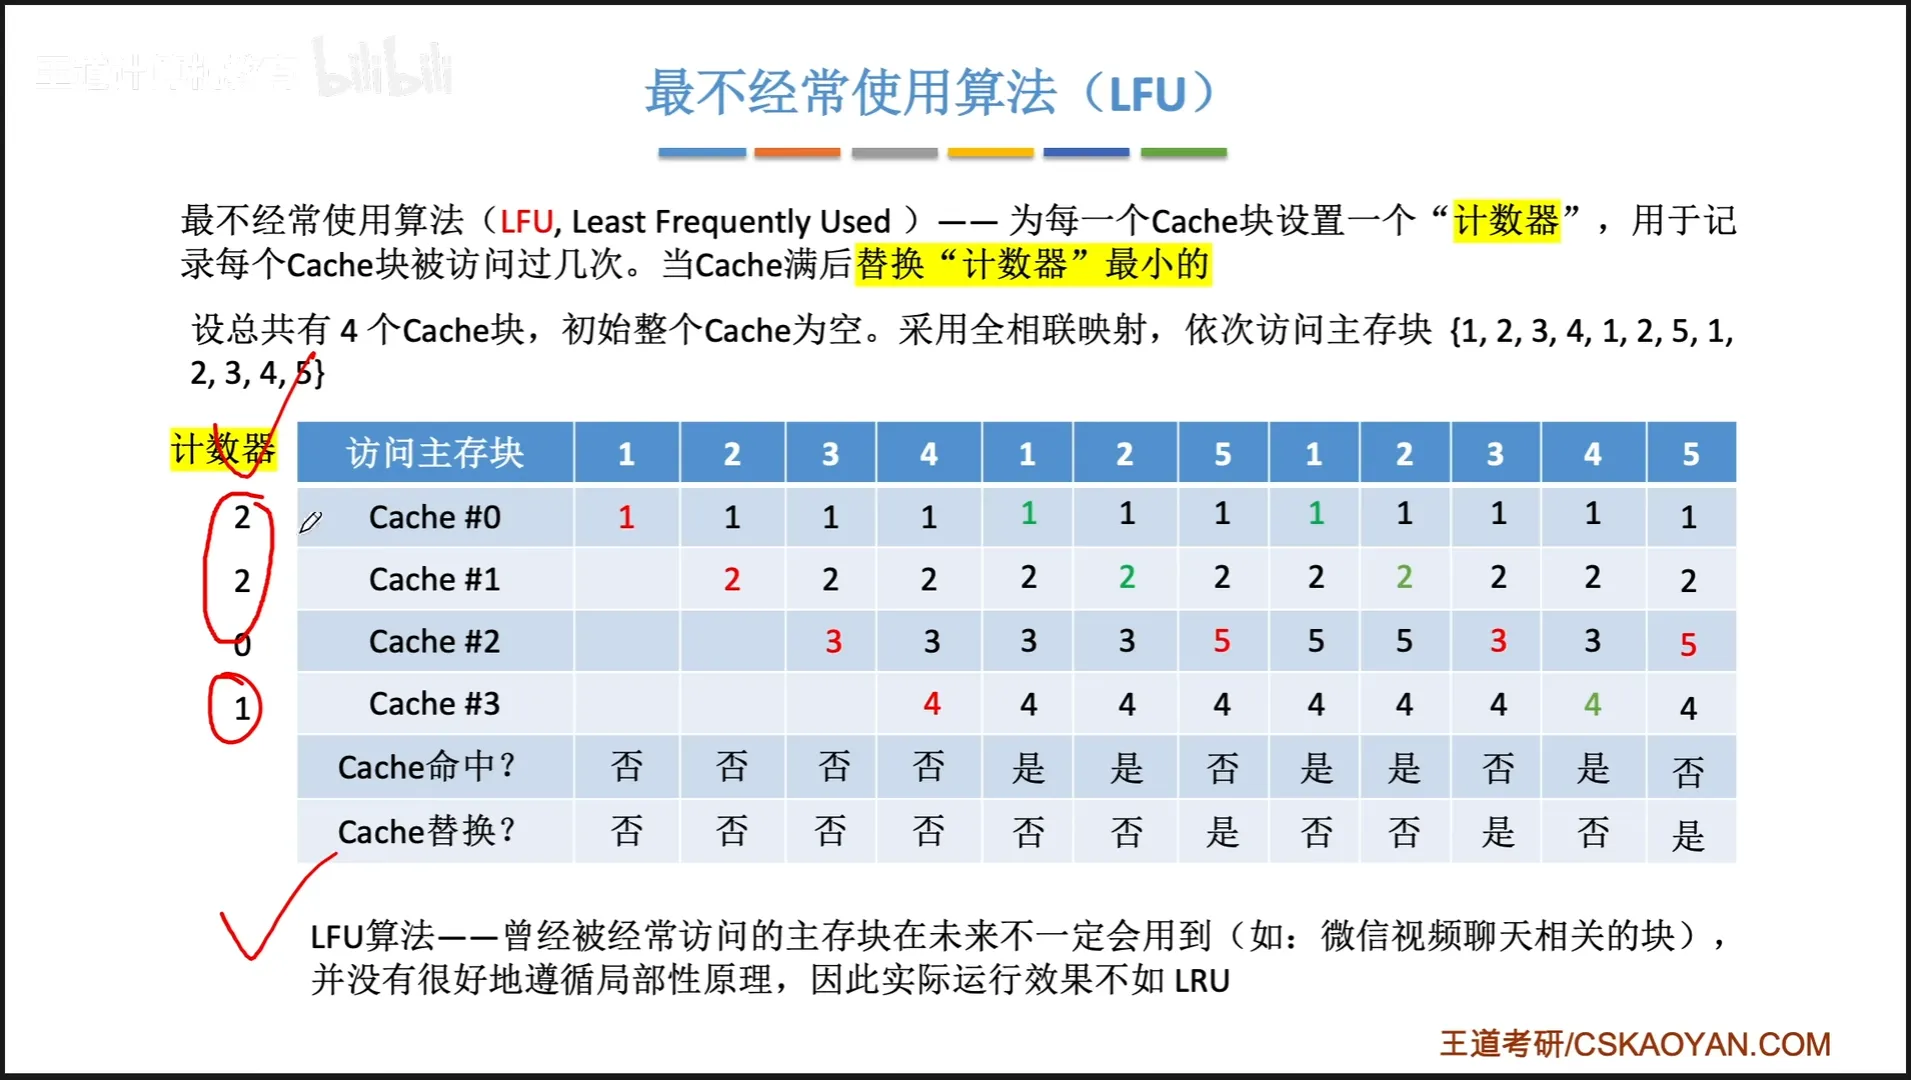 王道计算机教育 bilibili
最不经常使用算法（LFU）
最不经常使用算法（LFU, Least Frequently Used ）—— 为每一个Cache块设置一个“计数器”，用于记
录每个Cache块被访问过几次。当Cache满后替换“计数器”最小的
设总共有 4 个Cache块，初始整个Cache为空。采用全相联映射，依次访问主存块 {1, 2, 3, 4, 1, 2, 5, 1,
2, 3, 4, 5}
计数器 访问主存块 1 2 3 4 1 2 5 1 2 3 4 5
2 Cache #0 1 1 1 1 1 1 1 1 1 1 1 1
2 Cache #1 2 2 2 2 2 2 2 2 2 2 2
0 Cache #2 3 3 3 3 5 5 5 3 3 5
1 Cache #3 4 4 4 4 4 4 4 4 4
Cache命中？ 否 否 否 否 是 是 否 是 是 否 是 否
Cache替换？ 否 否 否 否 否 否 是 否 否 是 否 是
LFU算法——曾经被经常访问的主存块在未来不一定会用到（如：微信视频聊天相关的块），
并没有很好地遵循局部性原理，因此实际运行效果不如 LRU
王道考研/CSKAOYAN.COM